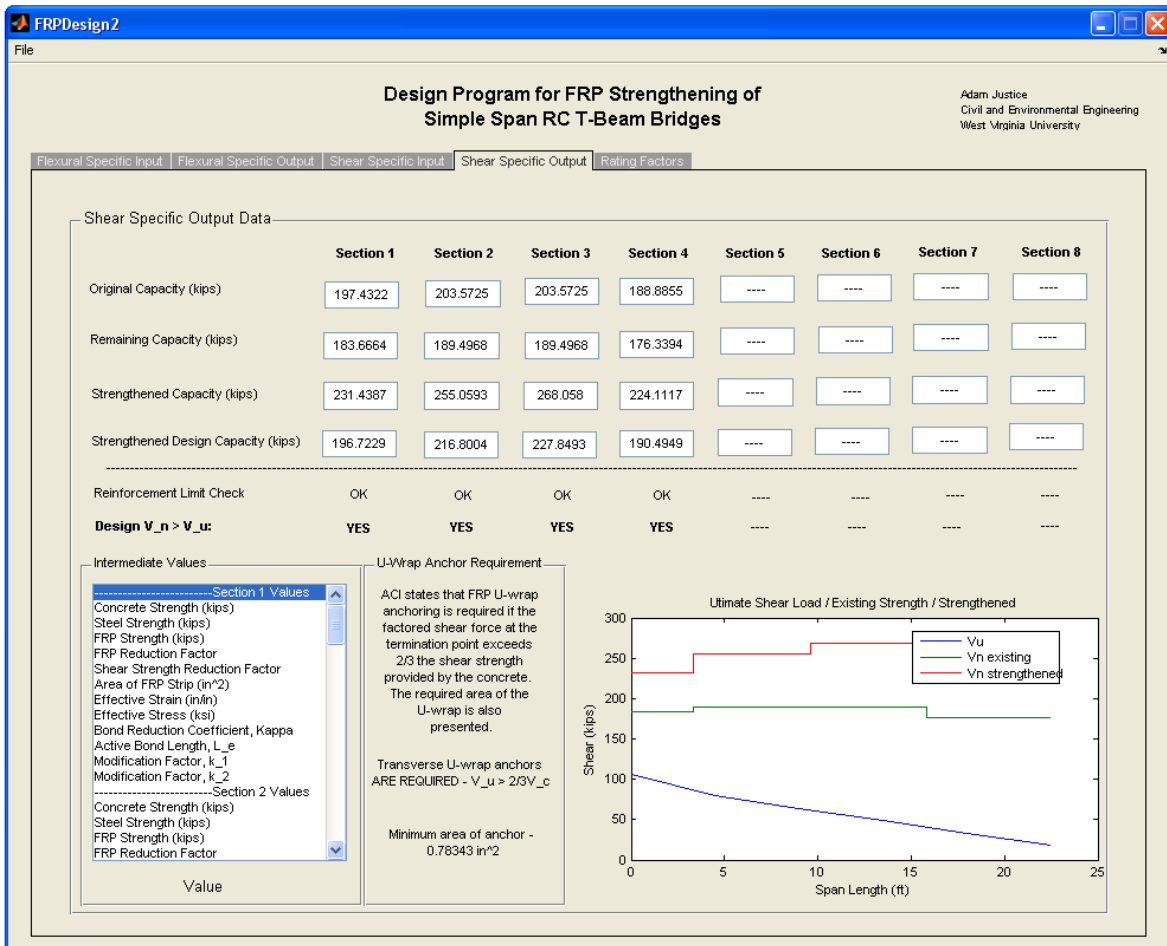 FRPDesign2
File
Design Program for FRP Strengthening of
Simple Span RC T-Beam Bridges
Adam Justice
Civil and Environmental Engineering
West Virginia University
Flexural Specific Input Flexural Specific Output Shear Specific Input Shear Specific Output Rating Factors
Shear Specific Output Data
Section 1 Section 2 Section 3 Section 4 Section 5 Section 6 Section 7 Section 8
Original Capacity (kips) 197.4322 203.5725 203.5725 188.8855 ---- ---- ---- ----
Remaining Capacity (kips) 183.6664 189.4968 189.4968 176.3394 ---- ---- ---- ----
Strengthened Capacity (kips) 231.4387 255.0593 268.058 224.1117 ---- ---- ---- ----
Strengthened Design Capacity (kips) 196.7229 216.8004 227.8493 190.4949 ---- ---- ---- ----
Reinforcement Limit Check OK OK OK OK ---- ---- ---- ----
Design V_n > V_u: YES YES YES YES ---- ---- ---- ----
Intermediate Values
-------------------------Section 1 Values
Concrete Strength (kips)
Steel Strength (kips)
FRP Strength (kips)
FRP Reduction Factor
Shear Strength Reduction Factor
Area of FRP Strip (in^2)
Effective Strain (in/in)
Effective Stress (ksi)
Bond Reduction Coefficient, Kappa
Active Bond Length, L_e
Modification Factor, k_1
Modification Factor, k_2
-------------------------Section 2 Values
Concrete Strength (kips)
Steel Strength (kips)
FRP Strength (kips)
FRP Reduction Factor
Value
U-Wrap Anchor Requirement
ACI states that FRP U-wrap
anchoring is required if the
factored shear force at the
termination point exceeds
2/3 the shear strength
provided by the concrete.
The required area of the
U-wrap is also
presented.
Transverse U-wrap anchors
ARE REQUIRED - V_u > 2/3V_c
Minimum area of anchor -
0.78343 in^2
Utimate Shear Load / Existing Strength / Strengthened
Vu
Vn existing
Vn strengthened
Shear (kips)
300
250
200
150
100
50
0
0 5 10 15 20 25
Span Length (ft)